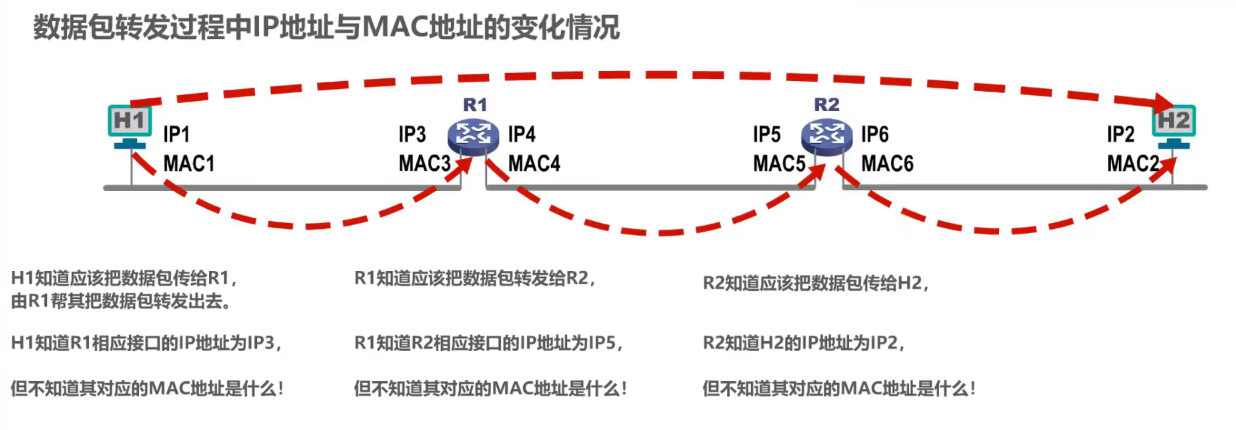 数据包转发过程中IP地址与MAC地址的变化情况
R1
R2
H1
H2
IP1
IP3
IP4
IP5
IP6
IP2
MAC1
MAC3
MAC4
MAC5
MAC6
MAC2
H1知道应该把数据包传给R1，
由R1帮其把数据包转发出去。
H1知道R1相应接口的IP地址为IP3，
但不知道其对应的MAC地址是什么！
R1知道应该把数据包转发给R2，
R1知道R2相应接口的IP地址为IP5，
但不知道其对应的MAC地址是什么！
R2知道应该把数据包传给H2，
R2知道H2的IP地址为IP2，
但不知道其对应的MAC地址是什么！